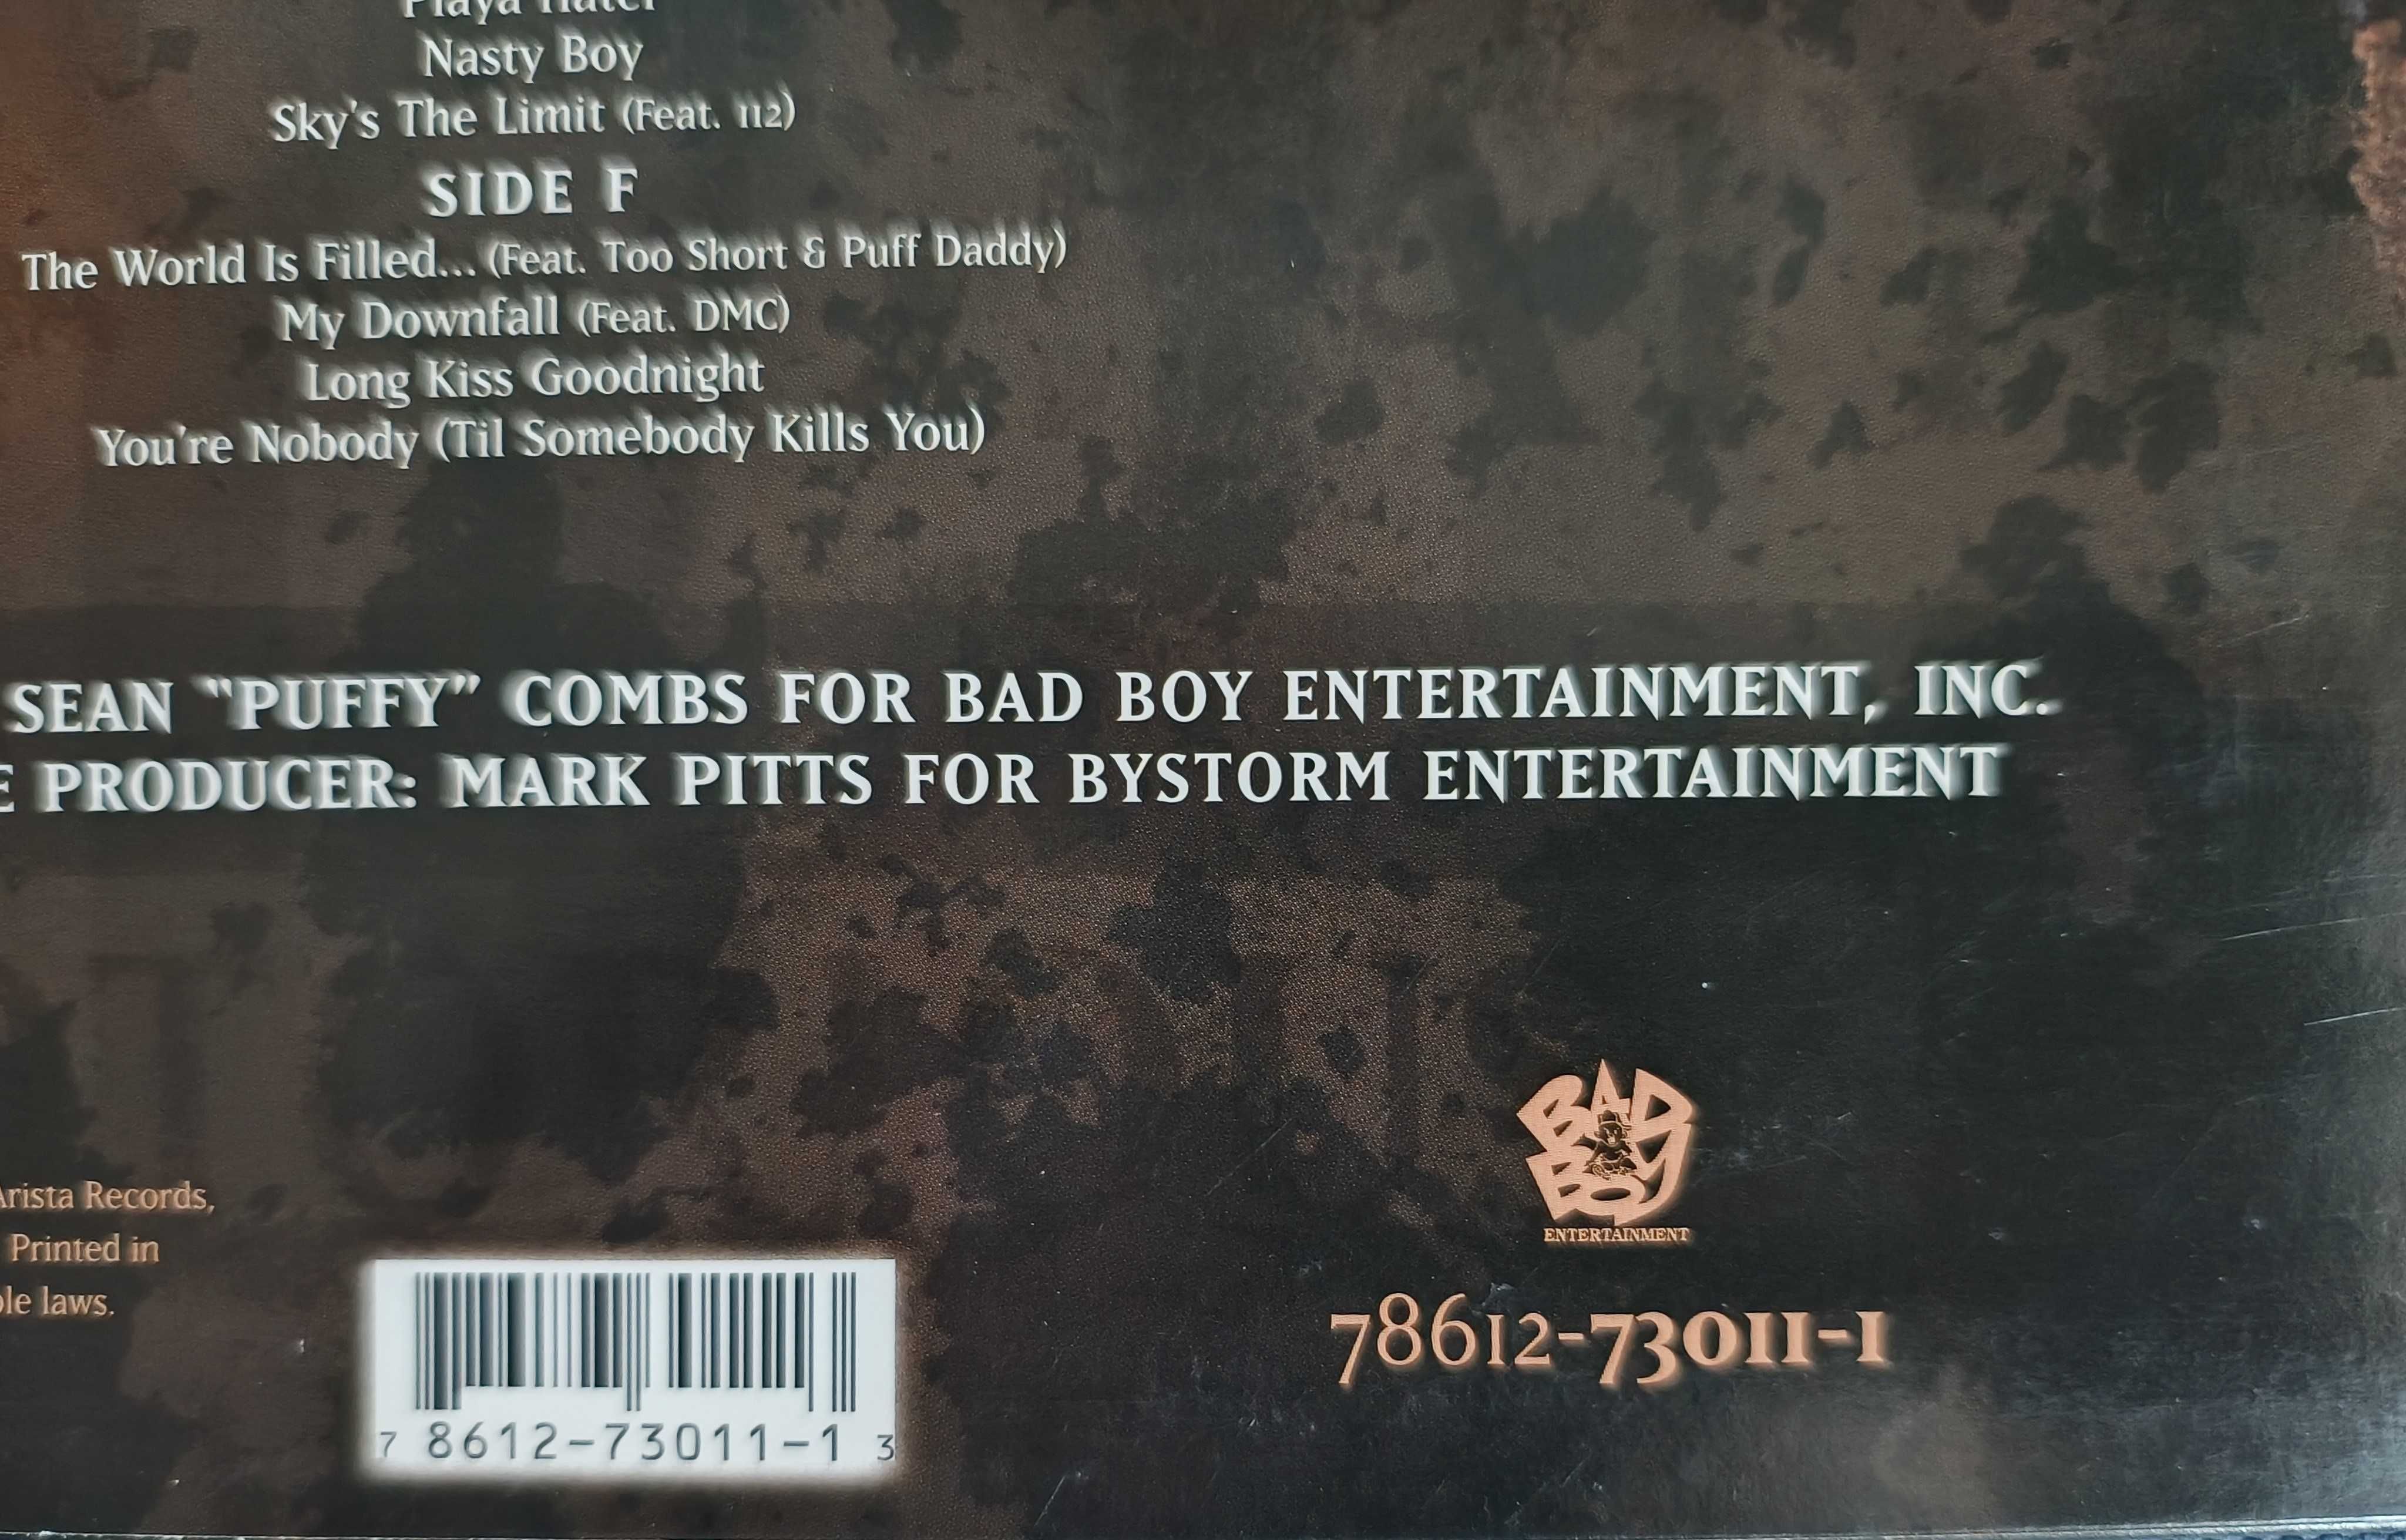 Playa Hater
Nasty Boy
Sky's The Limit (Feat. 112)
SIDE F
The World Is Filled... (Feat. Too Short & Puff Daddy)
My Downfall (Feat. DMC)
Long Kiss Goodnight
You're Nobody (Til Somebody Kills You)
SEAN "PUFFY" COMBS FOR BAD BOY ENTERTAINMENT, INC.
E PRODUCER: MARK PITTS FOR BYSTORM ENTERTAINMENT
Arista Records,
Printed in
ble laws.
7 8612-73011-1 3
BAD
BOY
ENTERTAINMENT
78612-73011-1